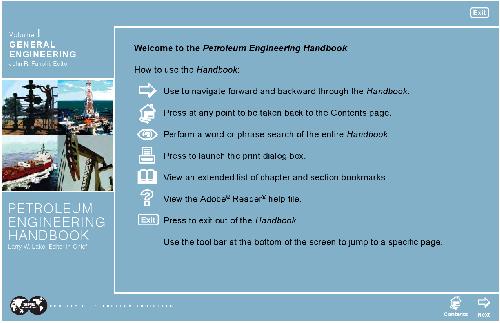 Exit
Volume I
GENERAL
ENGINEERING
John R. Fanchi, Editor
Welcome to the Petroleum Engineering Handbook
How to use the Handbook:
Use to navigate forward and backward through the Handbook.
Press at any point to be taken back to the Contents page.
Perform a word or phrase search of the entire Handbook.
Press to launch the print dialog box.
View an extended list of chapter and section bookmarks.
View the Adobe® Reader® help file.
Exit
Press to exit out of the Handbook.
Use the tool bar at the bottom of the screen to jump to a specific page.
PETROLEUM
ENGINEERING
HANDBOOK
Larry W. Lake, Editor in Chief
Contents
Next